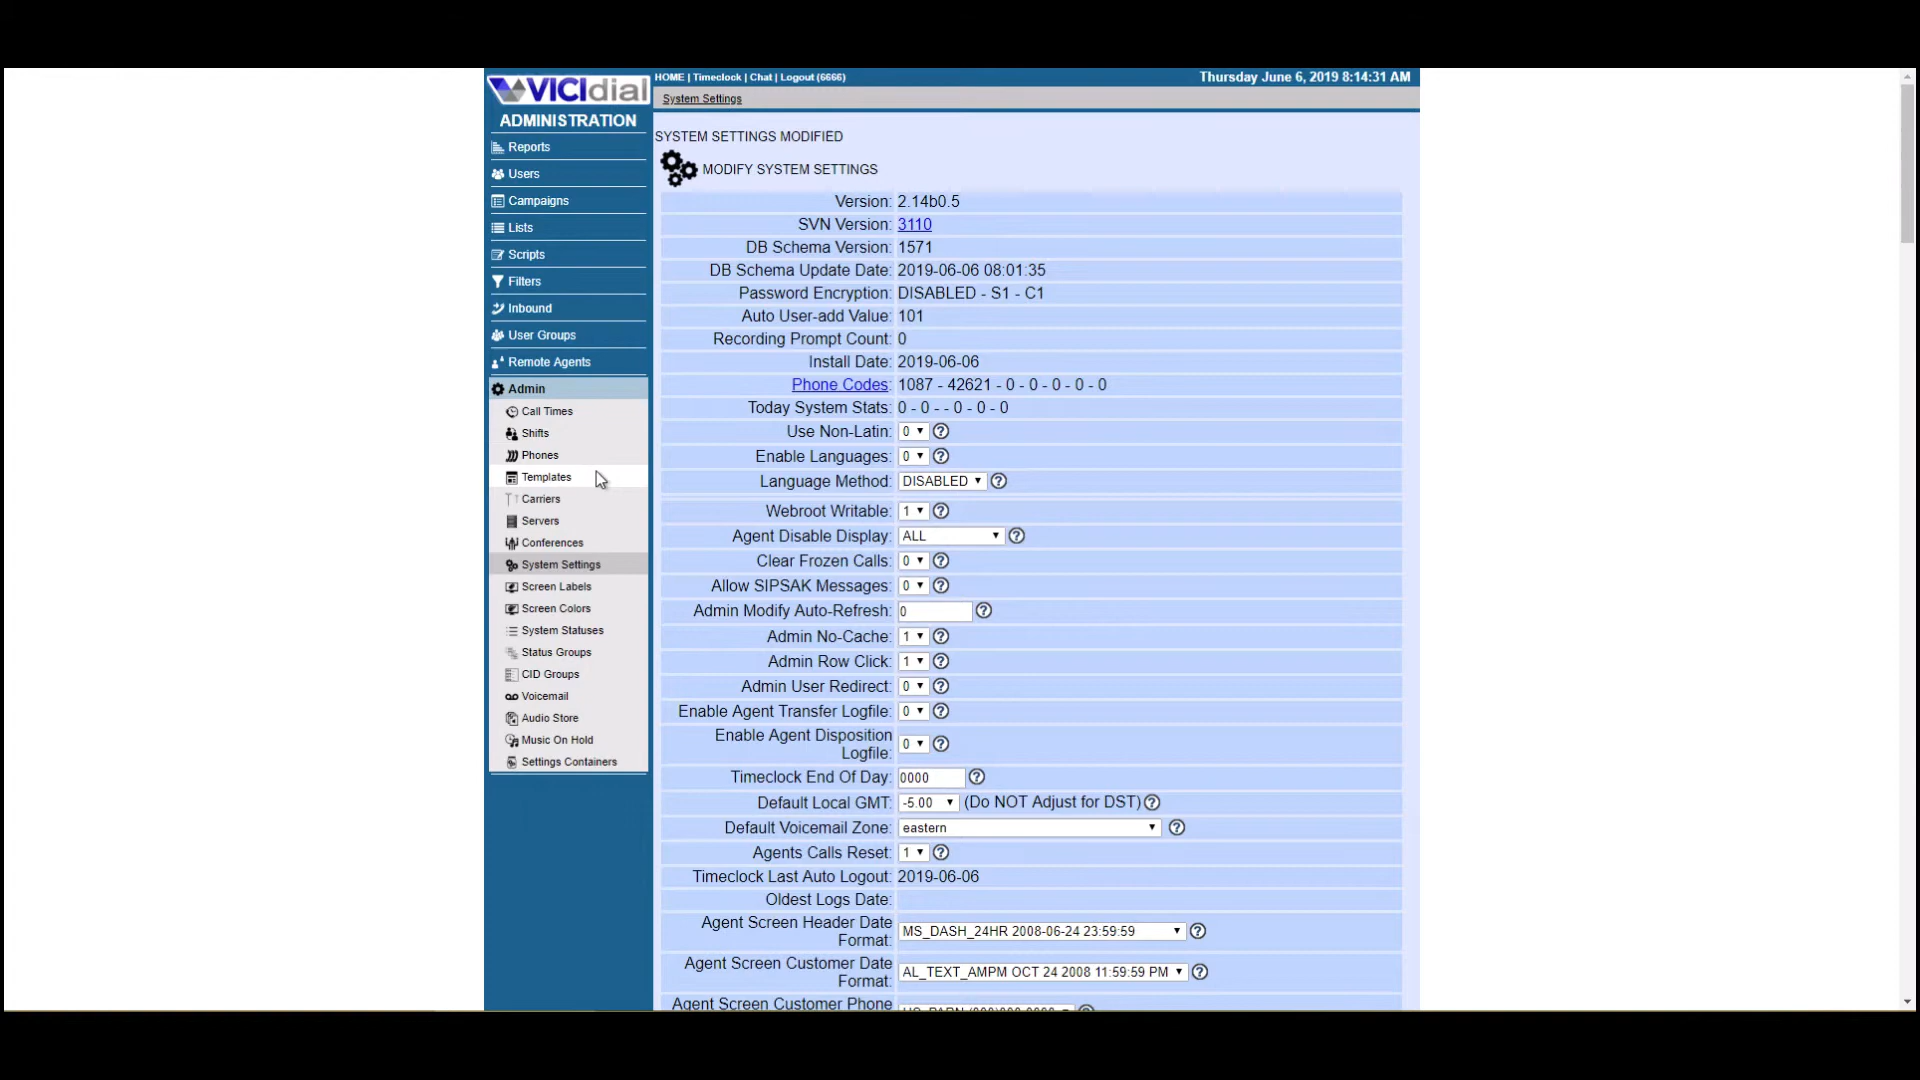 VICIdial
HOME | Timeclock | Chat | Logout (6666)
Thursday June 6, 2019 8:14:31 AM
System Settings
ADMINISTRATION
Reports
Users
Campaigns
Lists
Scripts
Filters
Inbound
User Groups
Remote Agents
Admin
Call Times
Shifts
Phones
Templates
Carriers
Servers
Conferences
System Settings
Screen Labels
Screen Colors
System Statuses
Status Groups
CID Groups
Voicemail
Audio Store
Music On Hold
Settings Containers
SYSTEM SETTINGS MODIFIED
MODIFY SYSTEM SETTINGS
Version: 2.14b0.5
SVN Version: 3110
DB Schema Version: 1571
DB Schema Update Date: 2019-06-06 08:01:35
Password Encryption: DISABLED - S1 - C1
Auto User-add Value: 101
Recording Prompt Count: 0
Install Date: 2019-06-06
Phone Codes: 1087 - 42621 - 0 - 0 - 0 - 0 - 0
Today System Stats: 0 - 0 - - 0 - 0 - 0
Use Non-Latin: 0
Enable Languages: 0
Language Method: DISABLED
Webroot Writable: 1
Agent Disable Display: ALL
Clear Frozen Calls: 0
Allow SIPSAK Messages: 0
Admin Modify Auto-Refresh: 0
Admin No-Cache: 1
Admin Row Click: 1
Admin User Redirect: 0
Enable Agent Transfer Logfile: 0
Enable Agent Disposition
Logfile: 0
Timeclock End Of Day: 0000
Default Local GMT: -5.00 (Do NOT Adjust for DST)
Default Voicemail Zone: eastern
Agents Calls Reset: 1
Timeclock Last Auto Logout: 2019-06-06
Oldest Logs Date:
Agent Screen Header Date
Format: MS_DASH_24HR 2008-06-24 23:59:59
Agent Screen Customer Date
Format: AL_TEXT_AMPM OCT 24 2008 11:59:59 PM
Agent Screen Customer Phone